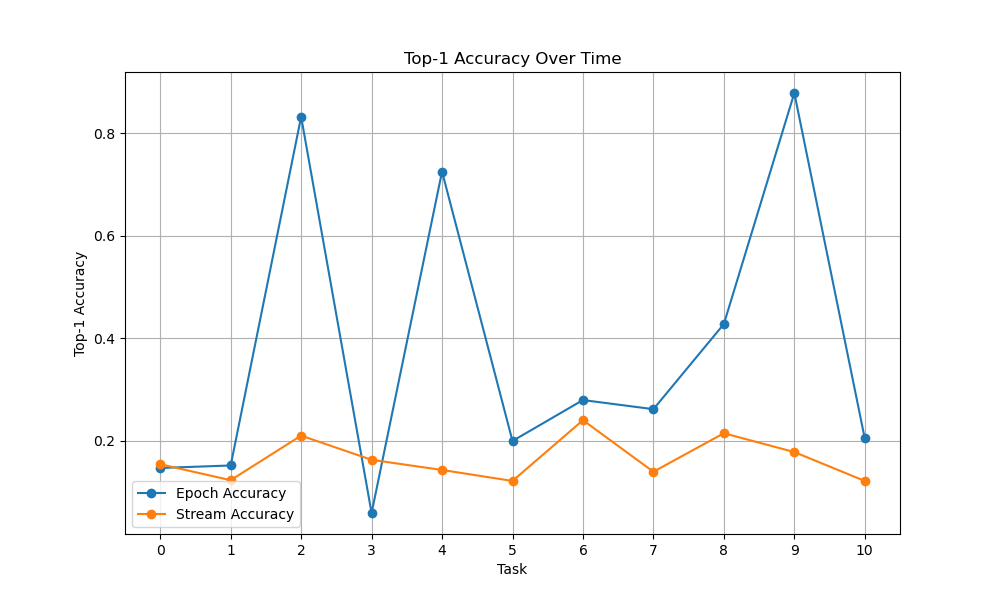 Top-1 Accuracy Over Time
Top-1 Accuracy
0.8
0.6
0.4
0.2
Epoch Accuracy
Stream Accuracy
0 1 2 3 4 5 6 7 8 9 10
Task